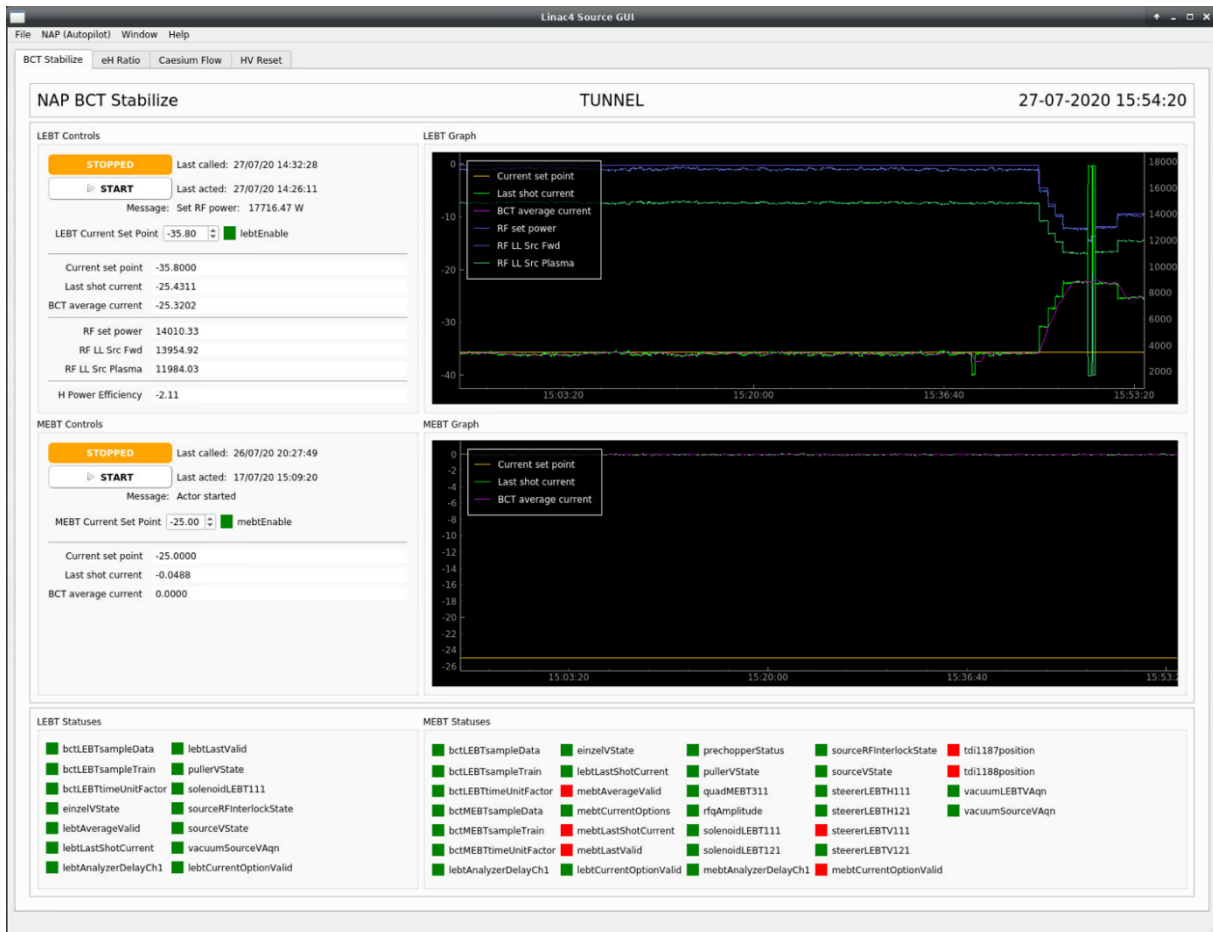 Linac4 Source GUI
File NAP (Autopilot) Window Help
BCT Stabilize eH Ratio Caesium Flow HV Reset
NAP BCT Stabilize TUNNEL 27-07-2020 15:54:20
LEBT Controls
STOPPED Last called: 27/07/20 14:32:28
START Last acted: 27/07/20 14:26:11
Message: Set RF power: 17716.47 W
LEBT Current Set Point -35.80 lebtEnable
Current set point -35.8000
Last shot current -25.4311
BCT average current -25.3202
RF set power 14010.33
RF LL Src Fwd 13954.92
RF LL Src Plasma 11984.03
H Power Efficiency -2.11
LEBT Graph
Current set point
Last shot current
BCT average current
RF set power
RF LL Src Fwd
RF LL Src Plasma
0
-10
-20
-30
-40
18000
16000
14000
12000
10000
8000
6000
4000
2000
15:03:20 15:20:00 15:36:40 15:53:20
MEBT Controls
STOPPED Last called: 26/07/20 20:27:49
START Last acted: 17/07/20 15:09:20
Message: Actor started
MEBT Current Set Point -25.00 mebtEnable
Current set point -25.0000
Last shot current -0.0488
BCT average current 0.0000
MEBT Graph
Current set point
Last shot current
BCT average current
0
-2
-4
-6
-8
-10
-12
-14
-16
-18
-20
-22
-24
-26
15:03:20 15:20:00 15:36:40 15:53:2
LEBT Statuses
bctLEBTsampleData lebtLastValid
bctLEBTsampleTrain pullerVState
bctLEBTtimeUnitFactor solenoidLEBT111
einzelVState sourceRFInterlockState
lebtAverageValid sourceVState
lebtLastShotCurrent vacuumSourceVAqn
lebtAnalyzerDelayCh1 lebtCurrentOptionValid
MEBT Statuses
bctLEBTsampleData einzelVState prechopperStatus sourceRFInterlockState tdi1187position
bctLEBTsampleTrain lebtLastShotCurrent pullerVState sourceVState tdi1188position
bctLEBTtimeUnitFactor mebtAverageValid quadMEBT311 steererLEBTH111 vacuumLEBTVAqn
bctMEBTsampleData mebtCurrentOptions rfqAmplitude steererLEBTH121 vacuumSourceVAqn
bctMEBTsampleTrain mebtLastShotCurrent solenoidLEBT111 steererLEBTV111
bctMEBTtimeUnitFactor mebtLastValid solenoidLEBT121 steererLEBTV121
lebtAnalyzerDelayCh1 lebtCurrentOptionValid mebtAnalyzerDelayCh1 mebtCurrentOptionValid